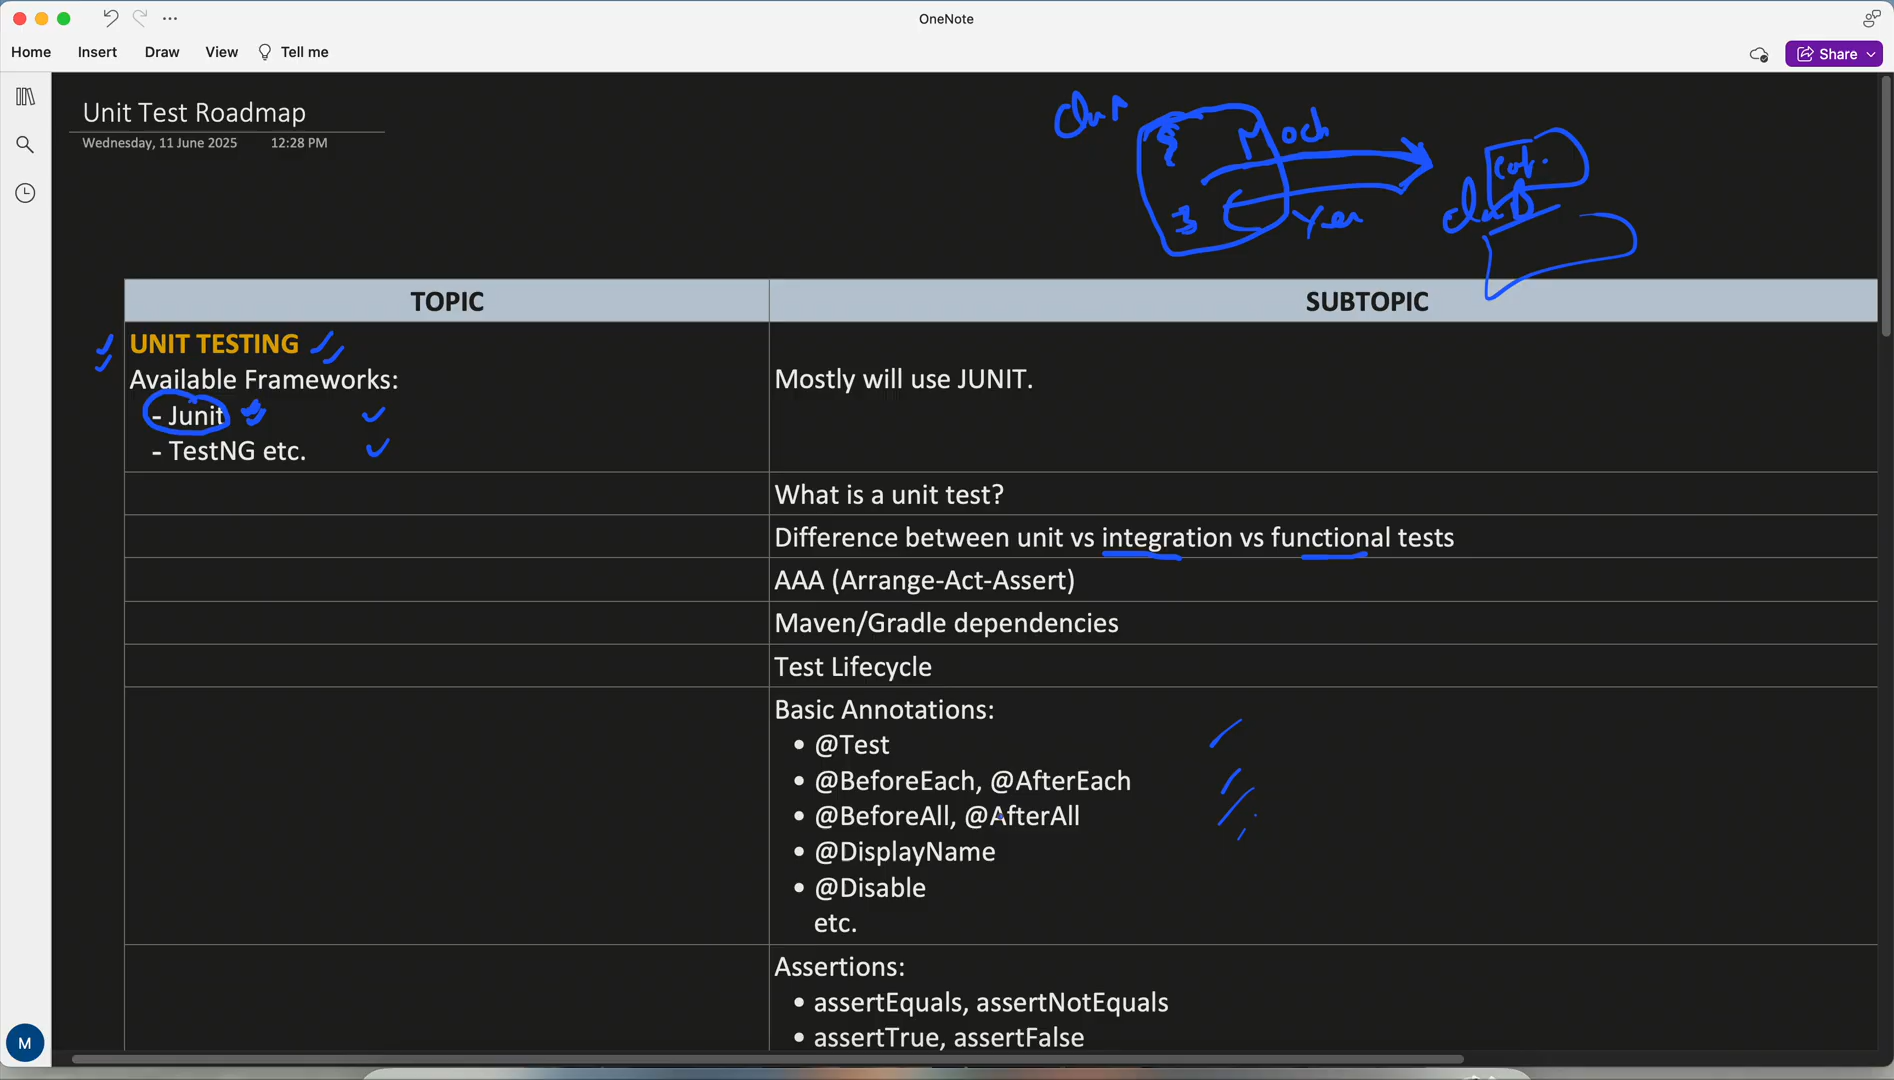 OneNote
Home Insert Draw View Tell me
Share
Unit Test Roadmap
Wednesday, 11 June 2025 12:28 PM
TOPIC SUBTOPIC
UNIT TESTING
Available Frameworks:
- Junit
- TestNG etc.
Mostly will use JUNIT.
What is a unit test?
Difference between unit vs integration vs functional tests
AAA (Arrange-Act-Assert)
Maven/Gradle dependencies
Test Lifecycle
Basic Annotations:
• @Test
• @BeforeEach, @AfterEach
• @BeforeAll, @AfterAll
• @DisplayName
• @Disable
etc.
Assertions:
• assertEquals, assertNotEquals
• assertTrue, assertFalse
M